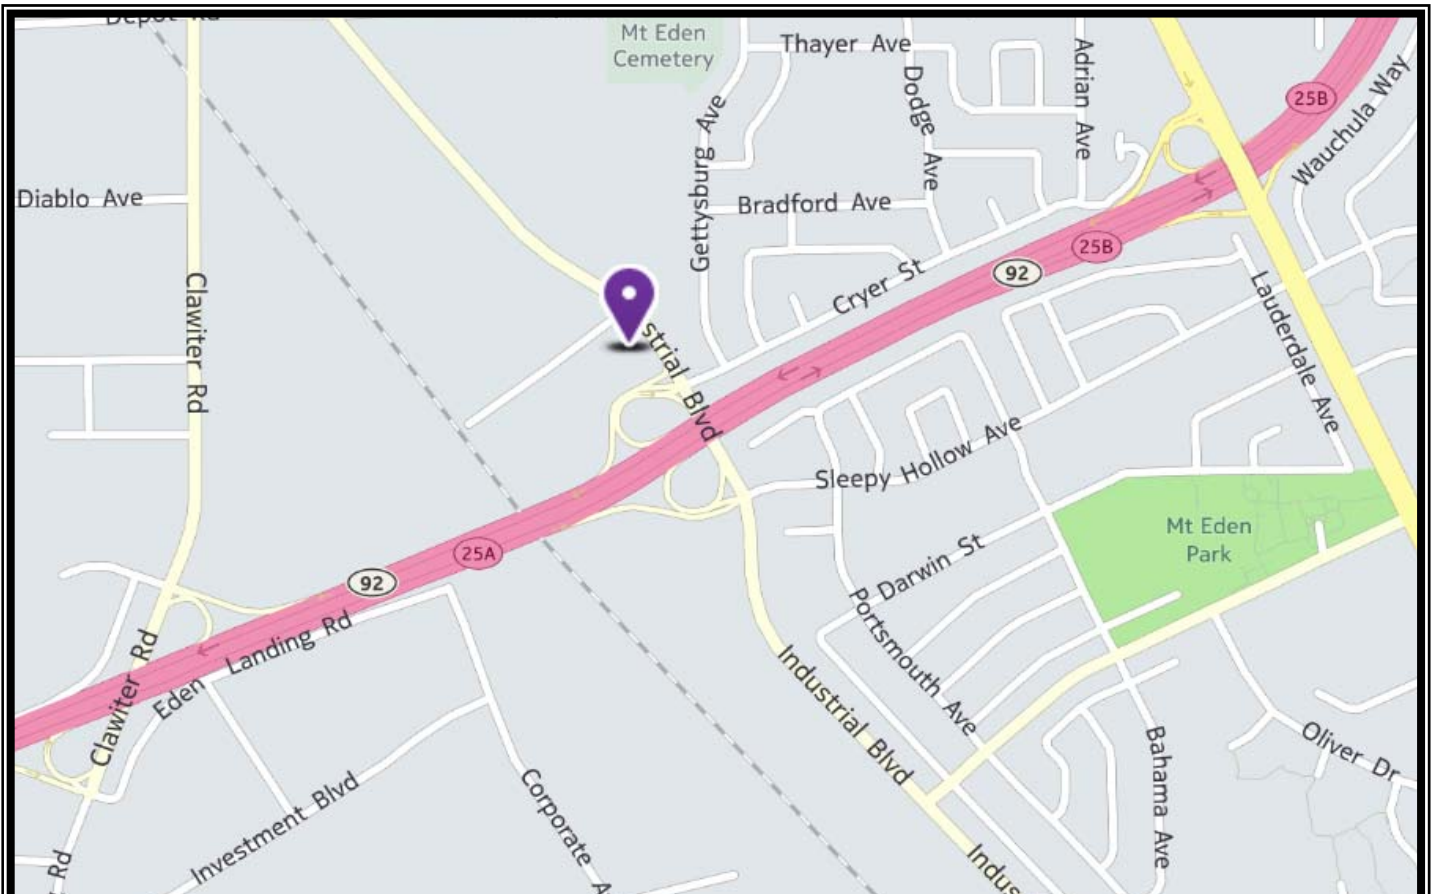 Depot Rd
Mt Eden
Cemetery
Thayer Ave
Dodge Ave
Adrian Ave
25B
Wauchula Way
Gettysburg Ave
Diablo Ave
Bradford Ave
25B
92
Cryer St
Clawiter Rd
strial Blvd
Lauderdale Ave
Sleepy Hollow Ave
Mt Eden
Park
25A
92
Darwin St
Portsmouth Ave
Eden Landing Rd
Clawiter Rd
Industrial Blvd
Oliver Dr
Bahama Ave
Investment Blvd
Corporate A
Rd
Indus